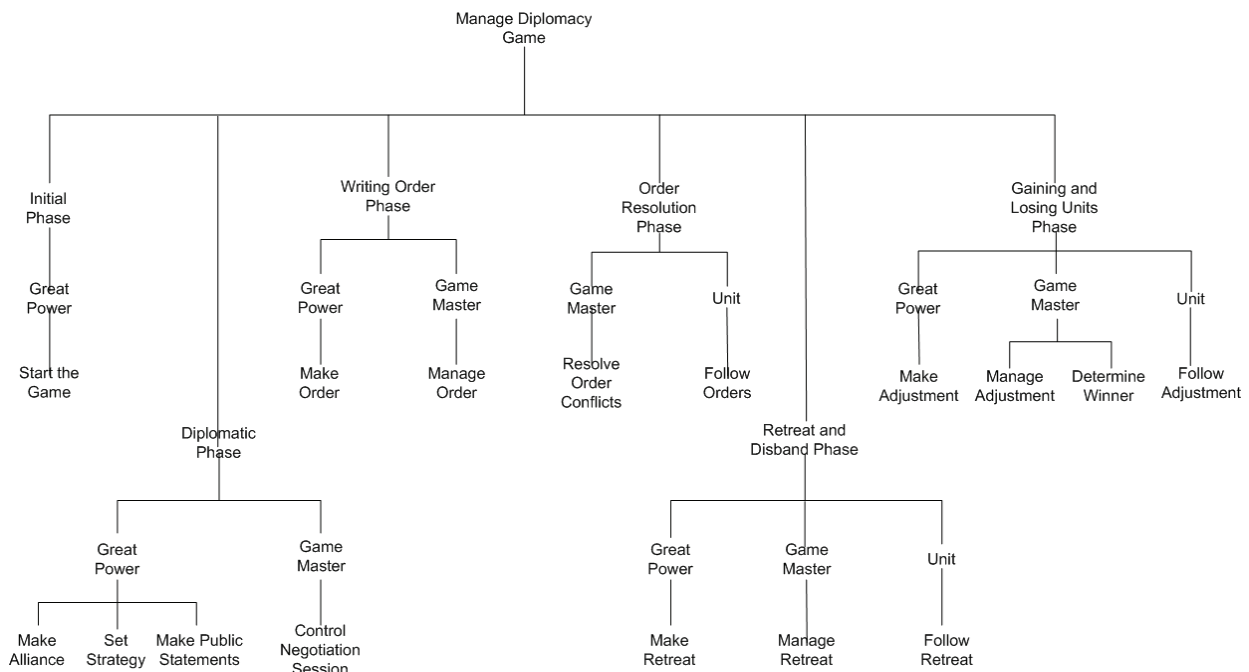 Manage Diplomacy
Game
Initial
Phase
Great
Power
Start the
Game
Diplomatic
Phase
Great
Power
Make
Alliance
Set
Strategy
Make Public
Statements
Game
Master
Control
Negotiation
Session
Writing Order
Phase
Great
Power
Make
Order
Game
Master
Manage
Order
Order
Resolution
Phase
Game
Master
Resolve
Order
Conflicts
Unit
Follow
Orders
Retreat and
Disband Phase
Great
Power
Make
Retreat
Game
Master
Manage
Retreat
Unit
Follow
Retreat
Gaining and
Losing Units
Phase
Great
Power
Make
Adjustment
Game
Master
Manage
Adjustment
Determine
Winner
Unit
Follow
Adjustment